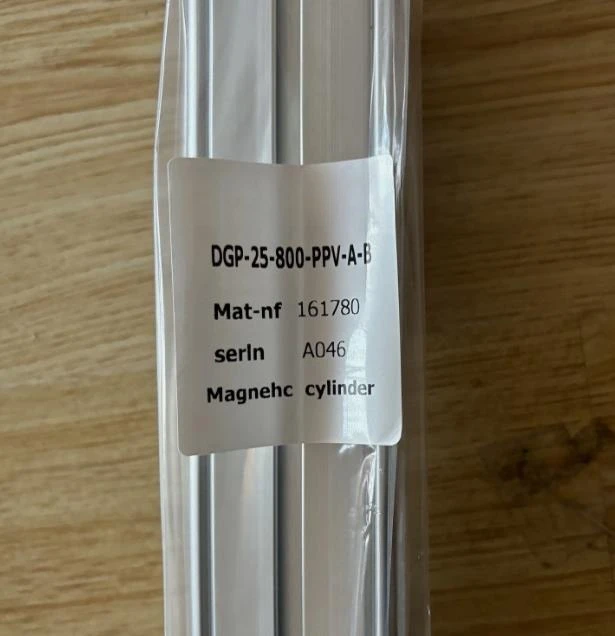 DGP-25-800-PPV-A-B
Mat-nf 161780
serln A046
Magnehc cylinder